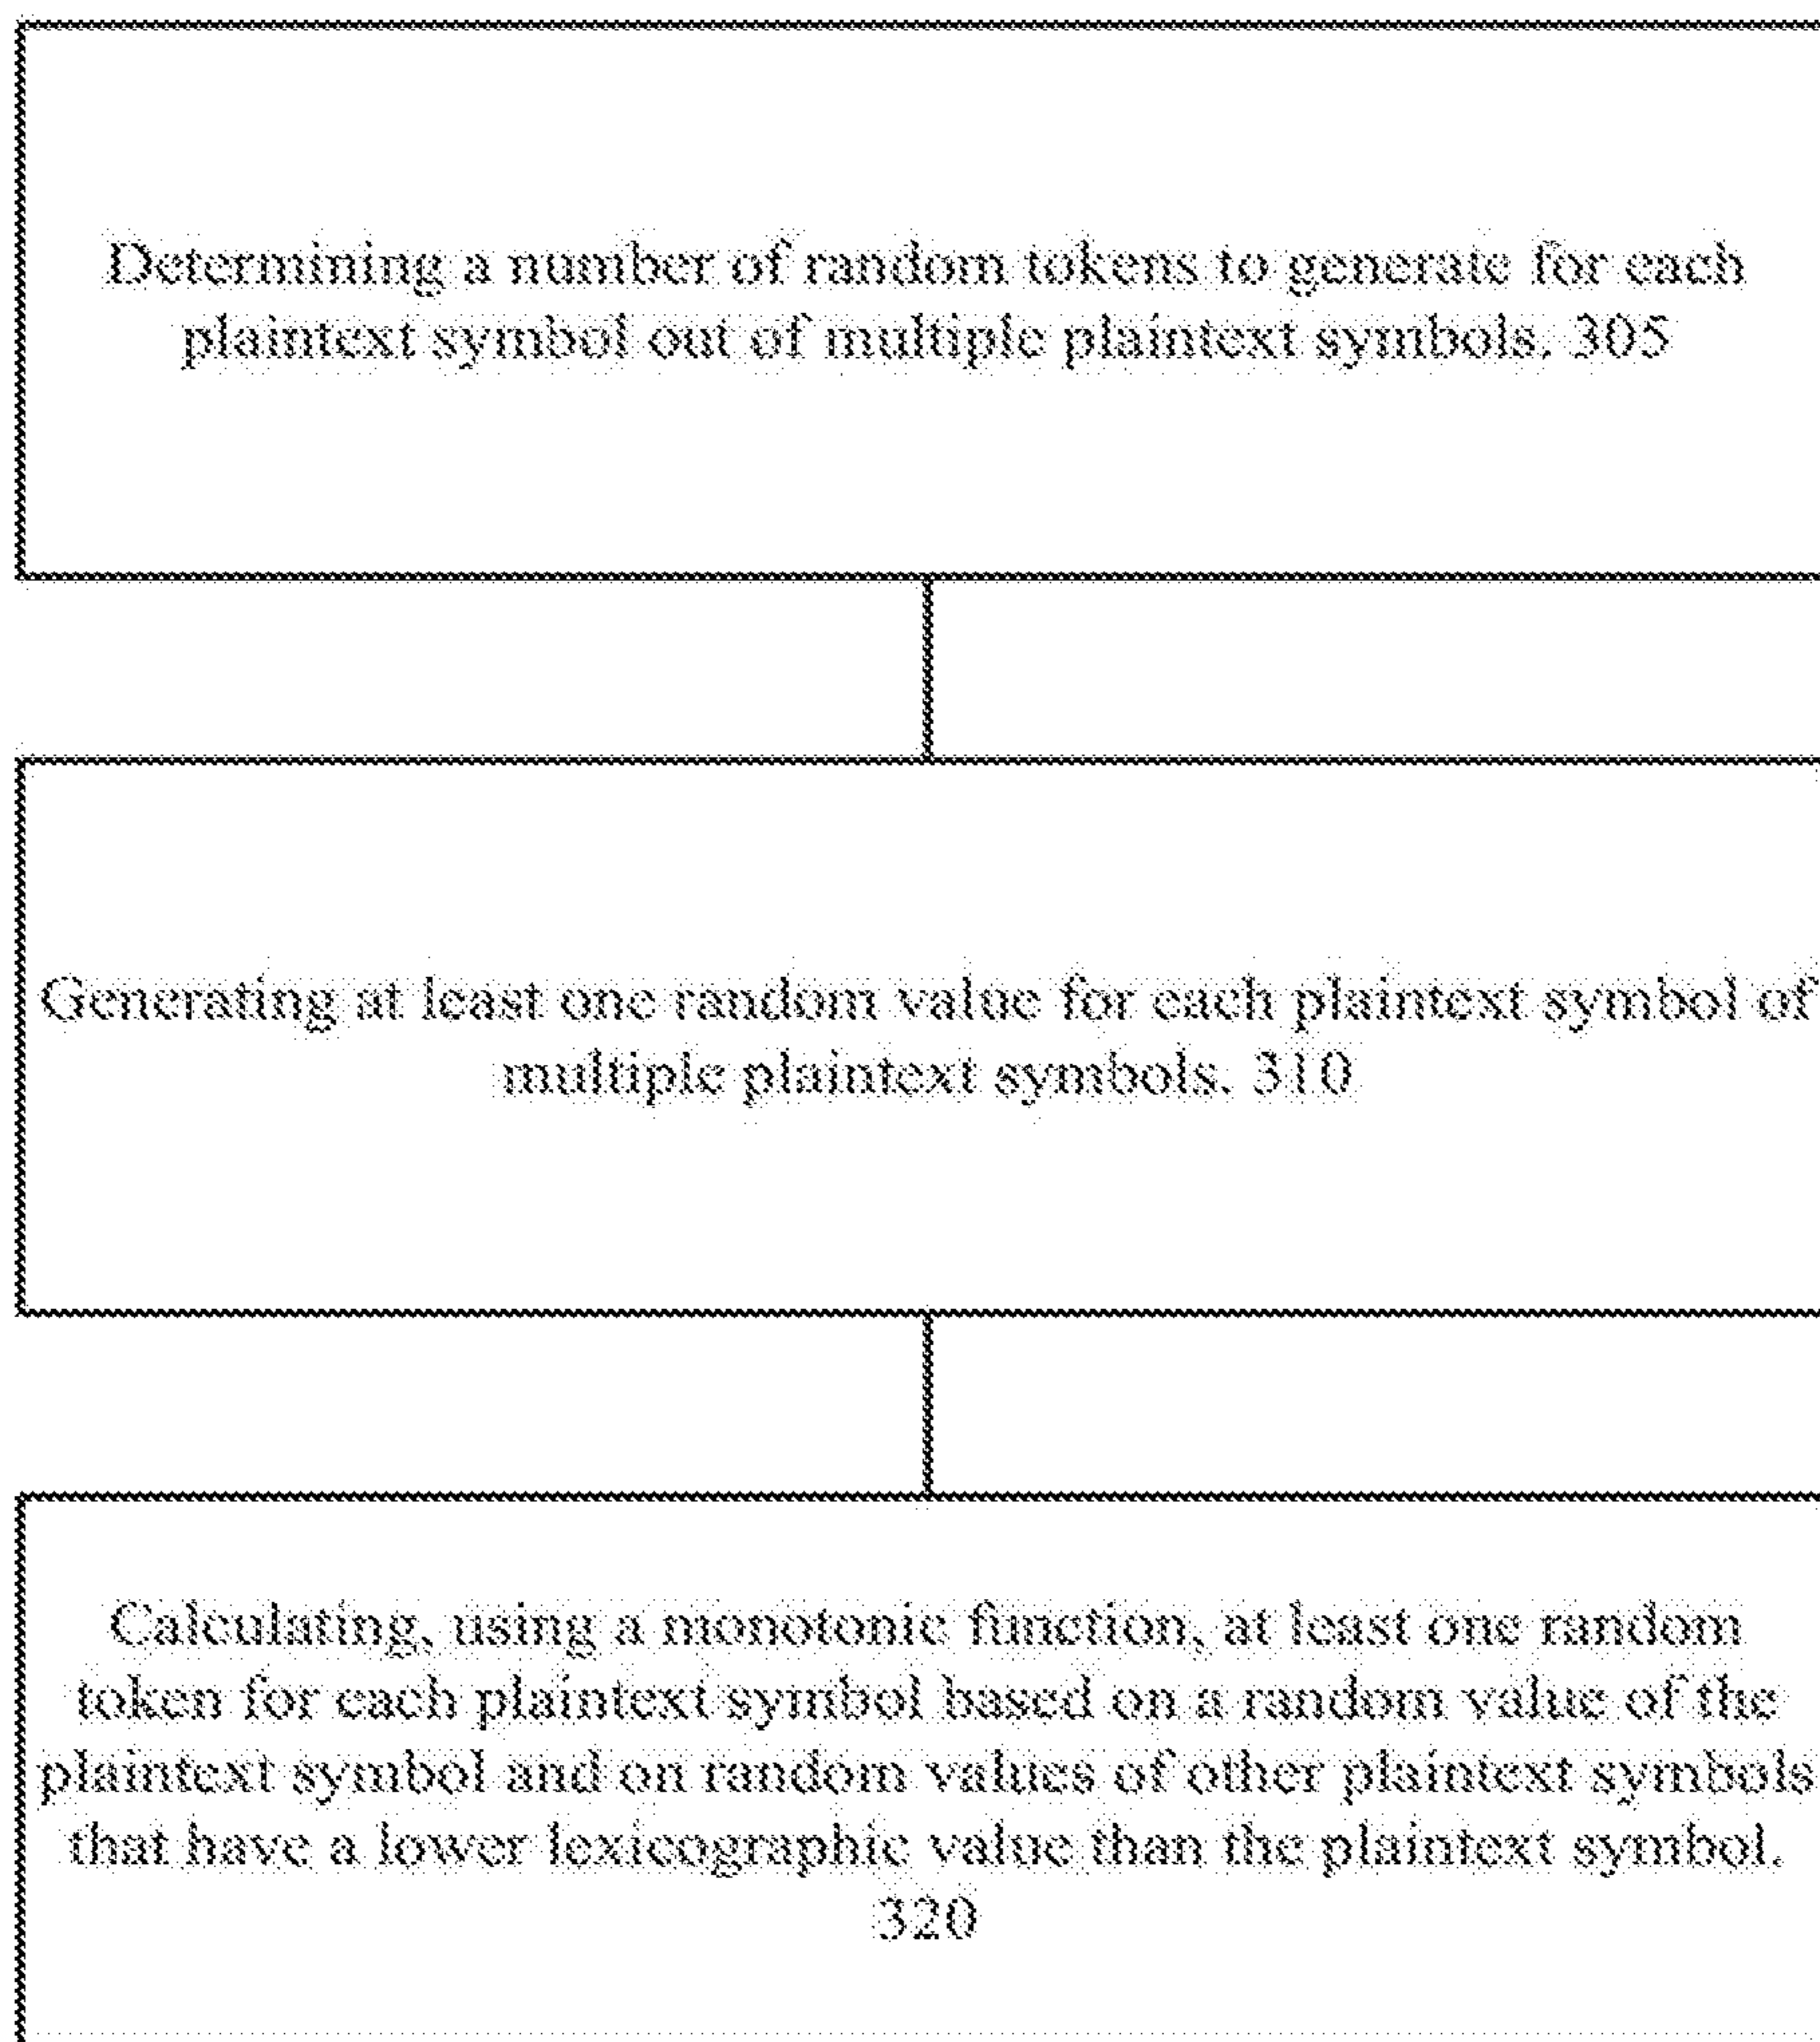 Determining a number of random tokens to generate for each
plaintext symbol out of multiple plaintext symbols. 305
Generating at least one random value for each plaintext symbol of
multiple plaintext symbols. 310
Calculating, using a monotonic function, at least one random
token for each plaintext symbol based on a random value of the
plaintext symbol and on random values of other plaintext symbols
that have a lower lexicographic value than the plaintext symbol.
320